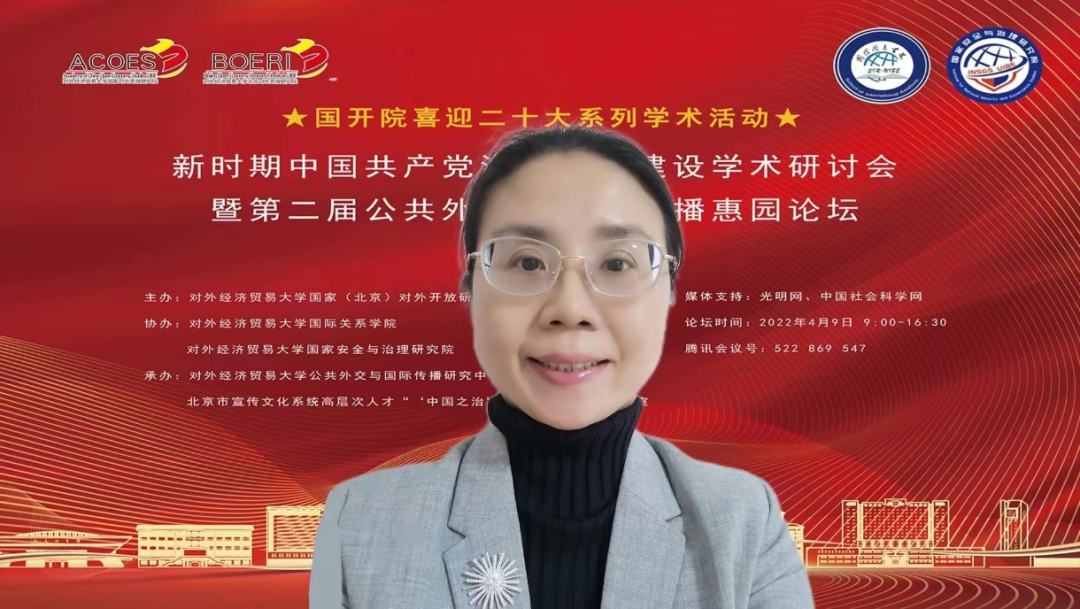 ACOES
BOERI
INSGS, UIBE
★国开院喜迎二十大系列学术活动★
新时期中国共产党 建设学术研讨会
暨第二届公共外 播惠园论坛
主办：对外经济贸易大学国家（北京）对外开放研
媒体支持：光明网、中国社会科学网
协办：对外经济贸易大学国际关系学院
论坛时间：2022年4月9日 9:00-16:30
对外经济贸易大学国家安全与治理研究院
腾讯会议号：522 869 547
承办：对外经济贸易大学公共外交与国际传播研究中
北京市宣传文化系统高层次人才“‘中国之治